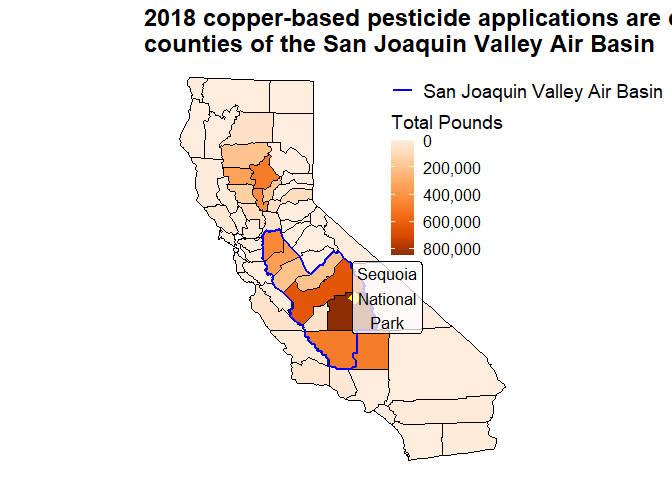 2018 copper-based pesticide applications are
counties of the San Joaquin Valley Air Basin
San Joaquin Valley Air Basin
Total Pounds
0
200,000
400,000
600,000
800,000
Sequoia
National
Park